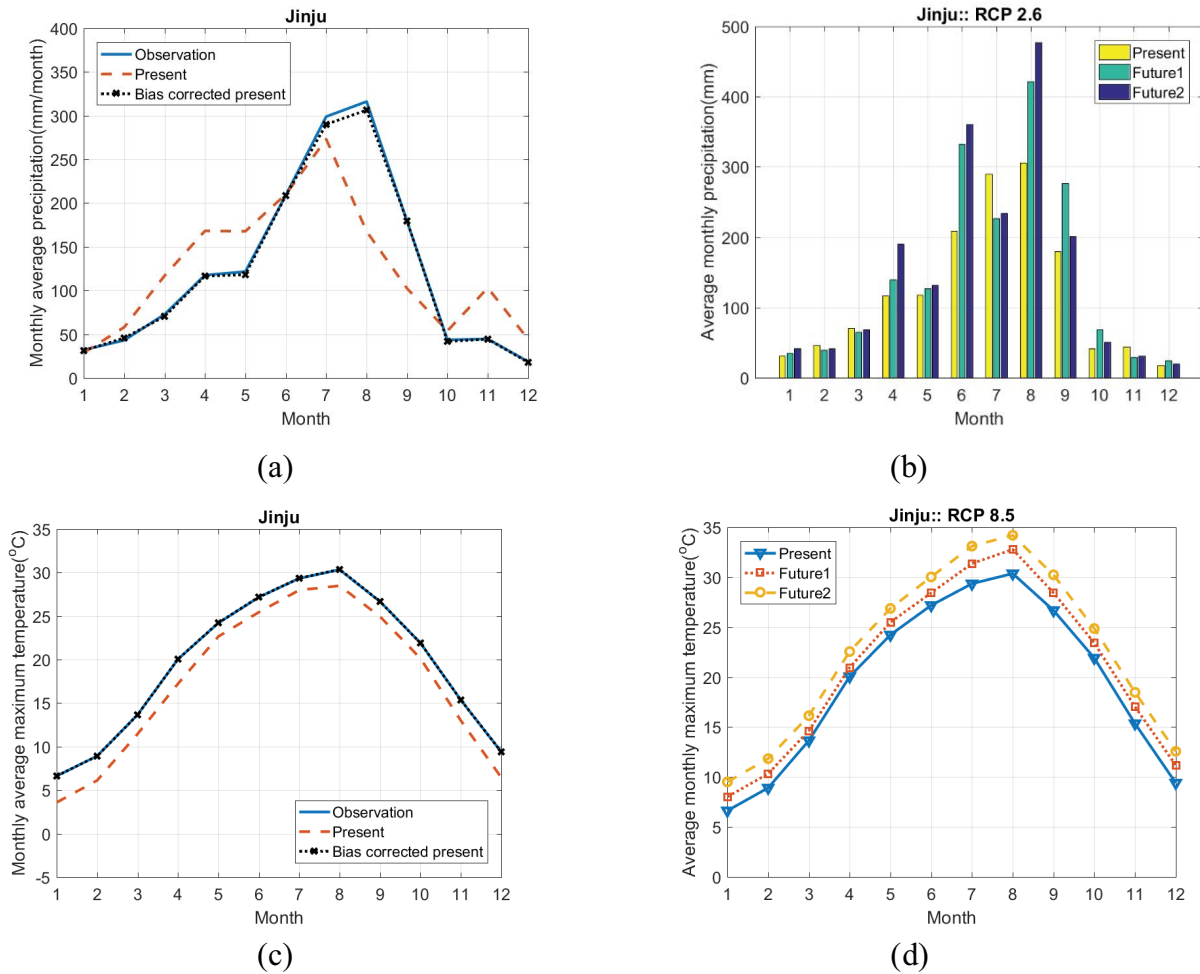 Jinju
Monthly average precipitation(mm/month)
400
350
300
250
200
150
100
50
0
Observation
Present
Bias corrected present
1 2 3 4 5 6 7 8 9 10 11 12
Month
(a)
Jinju:: RCP 2.6
Average monthly precipitation(mm)
500
400
300
200
100
0
Present
Future1
Future2
1 2 3 4 5 6 7 8 9 10 11 12
Month
(b)
Jinju
Monthly average maximum temperature(°C)
35
30
25
20
15
10
5
0
-5
Observation
Present
Bias corrected present
1 2 3 4 5 6 7 8 9 10 11 12
Month
(c)
Jinju:: RCP 8.5
Average monthly maximum temperature(°C)
35
30
25
20
15
10
5
0
Present
Future1
Future2
1 2 3 4 5 6 7 8 9 10 11 12
Month
(d)